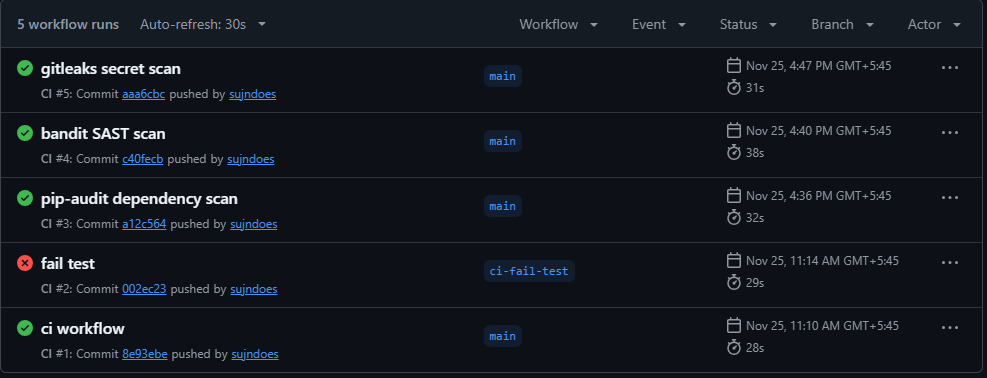 5 workflow runs Auto-refresh: 30s Workflow Event Status Branch Actor
gitleaks secret scan
CI #5: Commit aaa6cbc pushed by sujndoes
main
Nov 25, 4:47 PM GMT+5:45
31s
bandit SAST scan
CI #4: Commit c40fecb pushed by sujndoes
main
Nov 25, 4:40 PM GMT+5:45
38s
pip-audit dependency scan
CI #3: Commit a12c564 pushed by sujndoes
main
Nov 25, 4:36 PM GMT+5:45
32s
fail test
CI #2: Commit 002ec23 pushed by sujndoes
ci-fail-test
Nov 25, 11:14 AM GMT+5:45
29s
ci workflow
CI #1: Commit 8e93ebe pushed by sujndoes
main
Nov 25, 11:10 AM GMT+5:45
28s